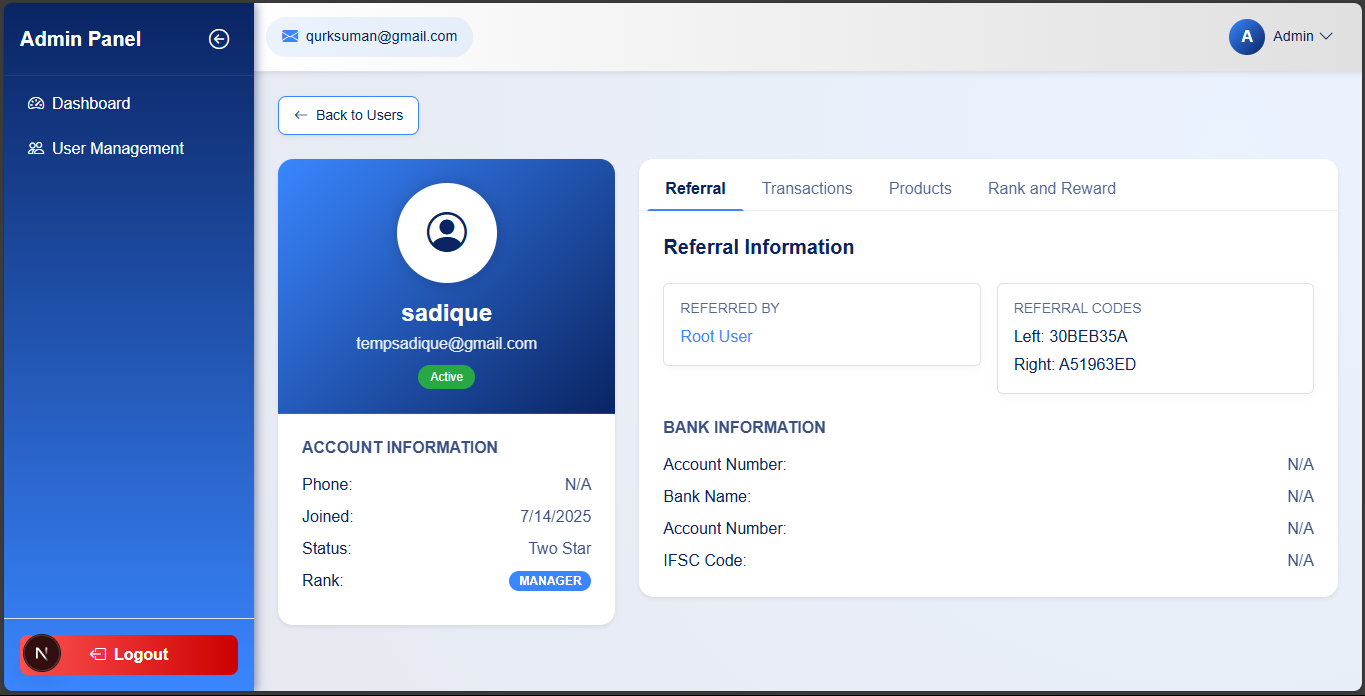 Admin Panel
Dashboard
User Management
N
Logout
qurksuman@gmail.com
A
Admin
Back to Users
sadique
tempsadique@gmail.com
Active
ACCOUNT INFORMATION
Phone: N/A
Joined: 7/14/2025
Status: Two Star
Rank: MANAGER
Referral Transactions Products Rank and Reward
Referral Information
REFERRED BY
Root User
REFERRAL CODES
Left: 30BEB35A
Right: A51963ED
BANK INFORMATION
Account Number: N/A
Bank Name: N/A
Account Number: N/A
IFSC Code: N/A